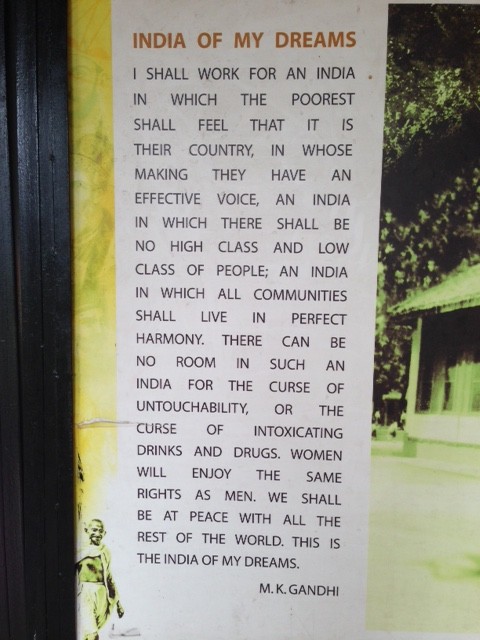 INDIA OF MY DREAMS
I SHALL WORK FOR AN INDIA
IN WHICH THE POOREST
SHALL FEEL THAT IT IS
THEIR COUNTRY, IN WHOSE
MAKING THEY HAVE AN
EFFECTIVE VOICE, AN INDIA
IN WHICH THERE SHALL BE
NO HIGH CLASS AND LOW
CLASS OF PEOPLE; AN INDIA
IN WHICH ALL COMMUNITIES
SHALL LIVE IN PERFECT
HARMONY. THERE CAN BE
NO ROOM IN SUCH AN
INDIA FOR THE CURSE OF
UNTOUCHABILITY, OR THE
CURSE OF INTOXICATING
DRINKS AND DRUGS. WOMEN
WILL ENJOY THE SAME
RIGHTS AS MEN. WE SHALL
BE AT PEACE WITH ALL THE
REST OF THE WORLD. THIS IS
THE INDIA OF MY DREAMS.
M.K.GANDHI